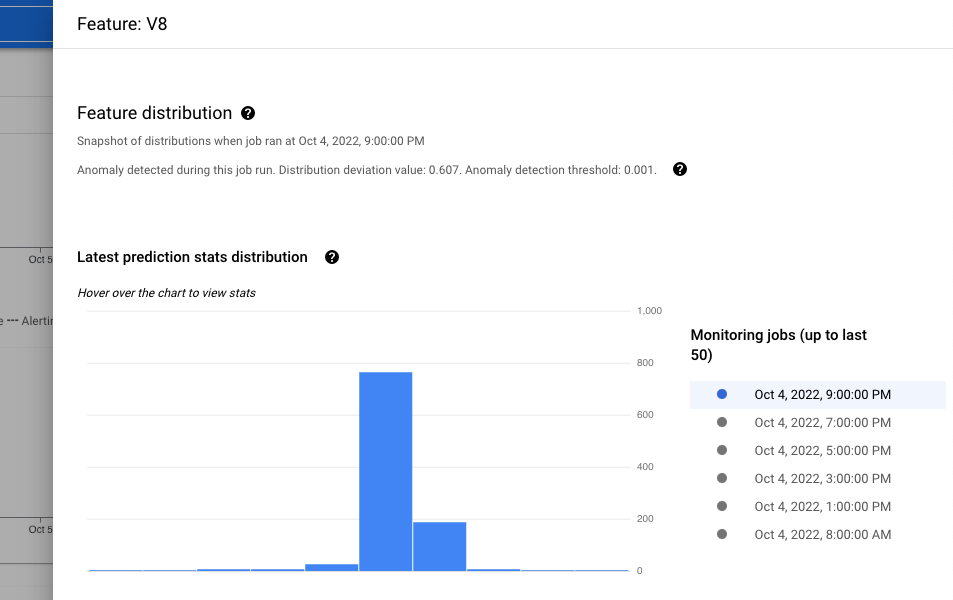 Feature: V8
Feature distribution
Snapshot of distributions when job ran at Oct 4, 2022, 9:00:00 PM
Anomaly detected during this job run. Distribution deviation value: 0.607. Anomaly detection threshold: 0.001.
Oct 5
Latest prediction stats distribution
Hover over the chart to view stats
1,000
800
600
400
200
0
e --- Alertin
Oct 5
Monitoring jobs (up to last
50)
Oct 4, 2022, 9:00:00 PM
Oct 4, 2022, 7:00:00 PM
Oct 4, 2022, 5:00:00 PM
Oct 4, 2022, 3:00:00 PM
Oct 4, 2022, 1:00:00 PM
Oct 4, 2022, 8:00:00 AM